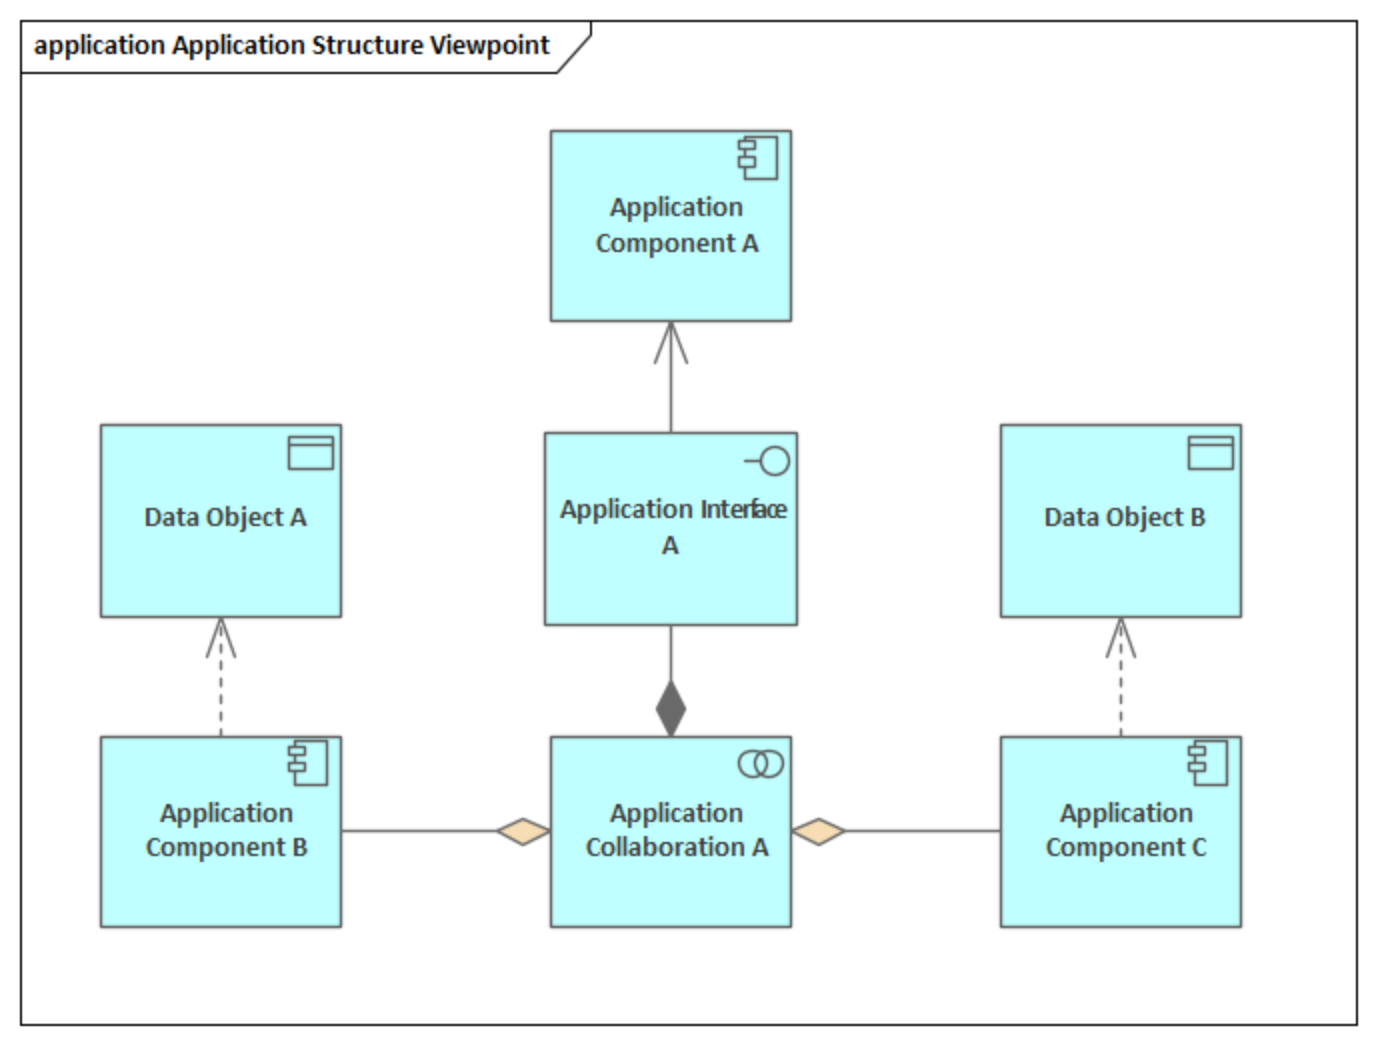 application Application Structure Viewpoint
Application
Component A
Data Object A
Application Interface
A
Data Object B
Application
Component B
Application
Collaboration A
Application
Component C